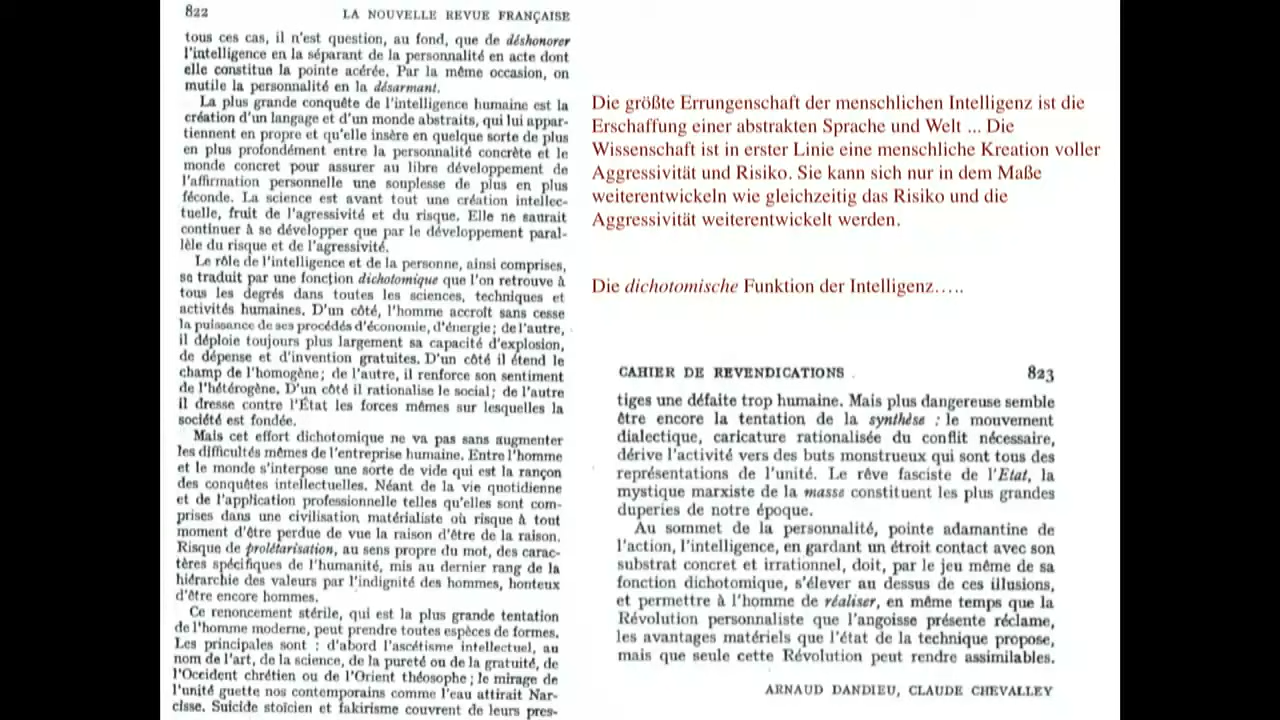 822 LA NOUVELLE REVUE FRANÇAISE
tous ces cas, il n'est question, au fond, que de déshonorer
l'intelligence en la séparant de la personnalité en acte dont
elle constitue la pointe acérée. Par la même occasion, on
mutile la personnalité en la désarmant.
La plus grande conquête de l'intelligence humaine est la
création d'un langage et d'un monde abstraits, qui lui appar-
tiennent en propre et qu'elle insère en quelque sorte de plus
en plus profondément entre la personnalité concrète et le
monde concret pour assurer au libre développement de
l'affirmation personnelle une souplesse de plus en plus
féconde. La science est avant tout une création intellec-
tuelle, fruit de l'agressivité et du risque. Elle ne saurait
continuer à se développer que par le développement paral-
lèle du risque et de l'agressivité.
Le rôle de l'intelligence et de la personne, ainsi comprises,
se traduit par une fonction dichotomique que l'on retrouve à
tous les degrés dans toutes les sciences, techniques et
activités humaines. D'un côté, l'homme accroît sans cesse
la puissance de ses procédés d'économie, d'énergie ; de l'autre,
il déploie toujours plus largement sa capacité d'explosion,
de dépense et d'invention gratuites. D'un côté il étend le
champ de l'homogène ; de l'autre, il renforce son sentiment
de l'hétérogène. D'un côté il rationalise le social ; de l'autre
il dresse contre l'État les forces mêmes sur lesquelles la
société est fondée.
Mais cet effort dichotomique ne va pas sans augmenter
les difficultés mêmes de l'entreprise humaine. Entre l'homme
et le monde s'interpose une sorte de vide qui est la rançon
des conquêtes intellectuelles. Néant de la vie quotidienne
et de l'application professionnelle telles qu'elles sont com-
prises dans une civilisation matérialiste où risque à tout
moment d'être perdue de vue la raison d'être de la raison.
Risque de prolétarisation, au sens propre du mot, des carac-
tères spécifiques de l'humanité, mis au dernier rang de la
hiérarchie des valeurs par l'indignité des hommes, honteux
d'être encore hommes.
Ce renoncement stérile, qui est la plus grande tentation
de l'homme moderne, peut prendre toutes espèces de formes.
Les principales sont : d'abord l'ascétisme intellectuel, au
nom de l'art, de la science, de la pureté ou de la gratuité, de
l'Occident chrétien ou de l'Orient théosophe ; le mirage de
l'unité guette nos contemporains comme l'eau attirait Nar-
cisse. Suicide stoïcien et fakirisme couvrent de leurs pres-
Die größte Errungenschaft der menschlichen Intelligenz ist die
Erschaffung einer abstrakten Sprache und Welt ... Die
Wissenschaft ist in erster Linie eine menschliche Kreation voller
Aggressivität und Risiko. Sie kann sich nur in dem Maße
weiterentwickeln wie gleichzeitig das Risiko und die
Aggressivität weiterentwickelt werden.
Die dichotomische Funktion der Intelligenz…..
CAHIER DE REVENDICATIONS 823
tiges une défaite trop humaine. Mais plus dangereuse semble
être encore la tentation de la synthèse : le mouvement
dialectique, caricature rationalisée du conflit nécessaire,
dérive l'activité vers des buts monstrueux qui sont tous des
représentations de l'unité. Le rêve fasciste de l'Etat, la
mystique marxiste de la masse constituent les plus grandes
duperies de notre époque.
Au sommet de la personnalité, pointe adamantine de
l'action, l'intelligence, en gardant un étroit contact avec son
substrat concret et irrationnel, doit, par le jeu même de sa
fonction dichotomique, s'élever au dessus de ces illusions,
et permettre à l'homme de réaliser, en même temps que la
Révolution personnaliste que l'angoisse présente réclame,
les avantages matériels que l'état de la technique propose,
mais que seule cette Révolution peut rendre assimilables.
ARNAUD DANDIEU, CLAUDE CHEVALLEY